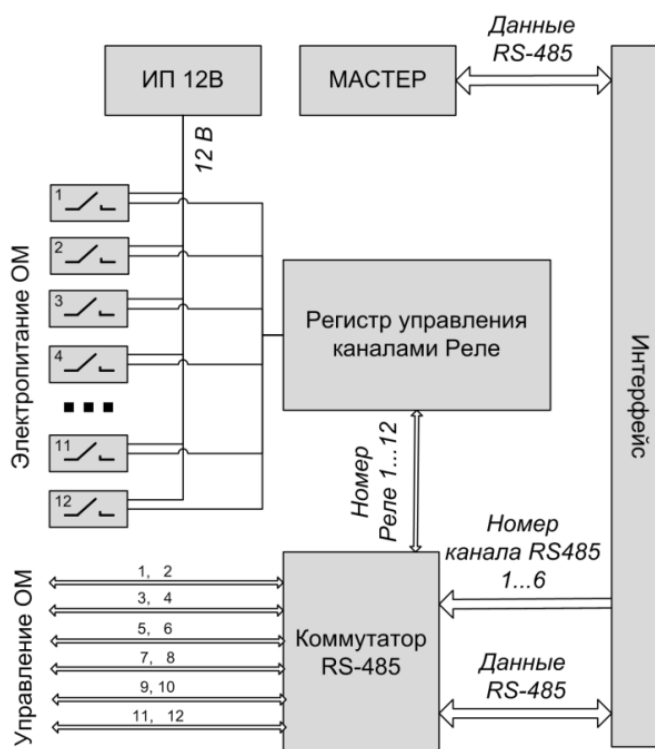 ИП 12В
МАСТЕР
Данные
RS-485
12 В
Электропитание ОМ
1
2
3
4
11
12
Регистр управления
каналами Реле
Интерфейс
Номер
Реле 1...12
Номер
канала RS485
1...6
Управление ОМ
1, 2
3, 4
5, 6
7, 8
9, 10
11, 12
Коммутатор
RS-485
Данные
RS-485